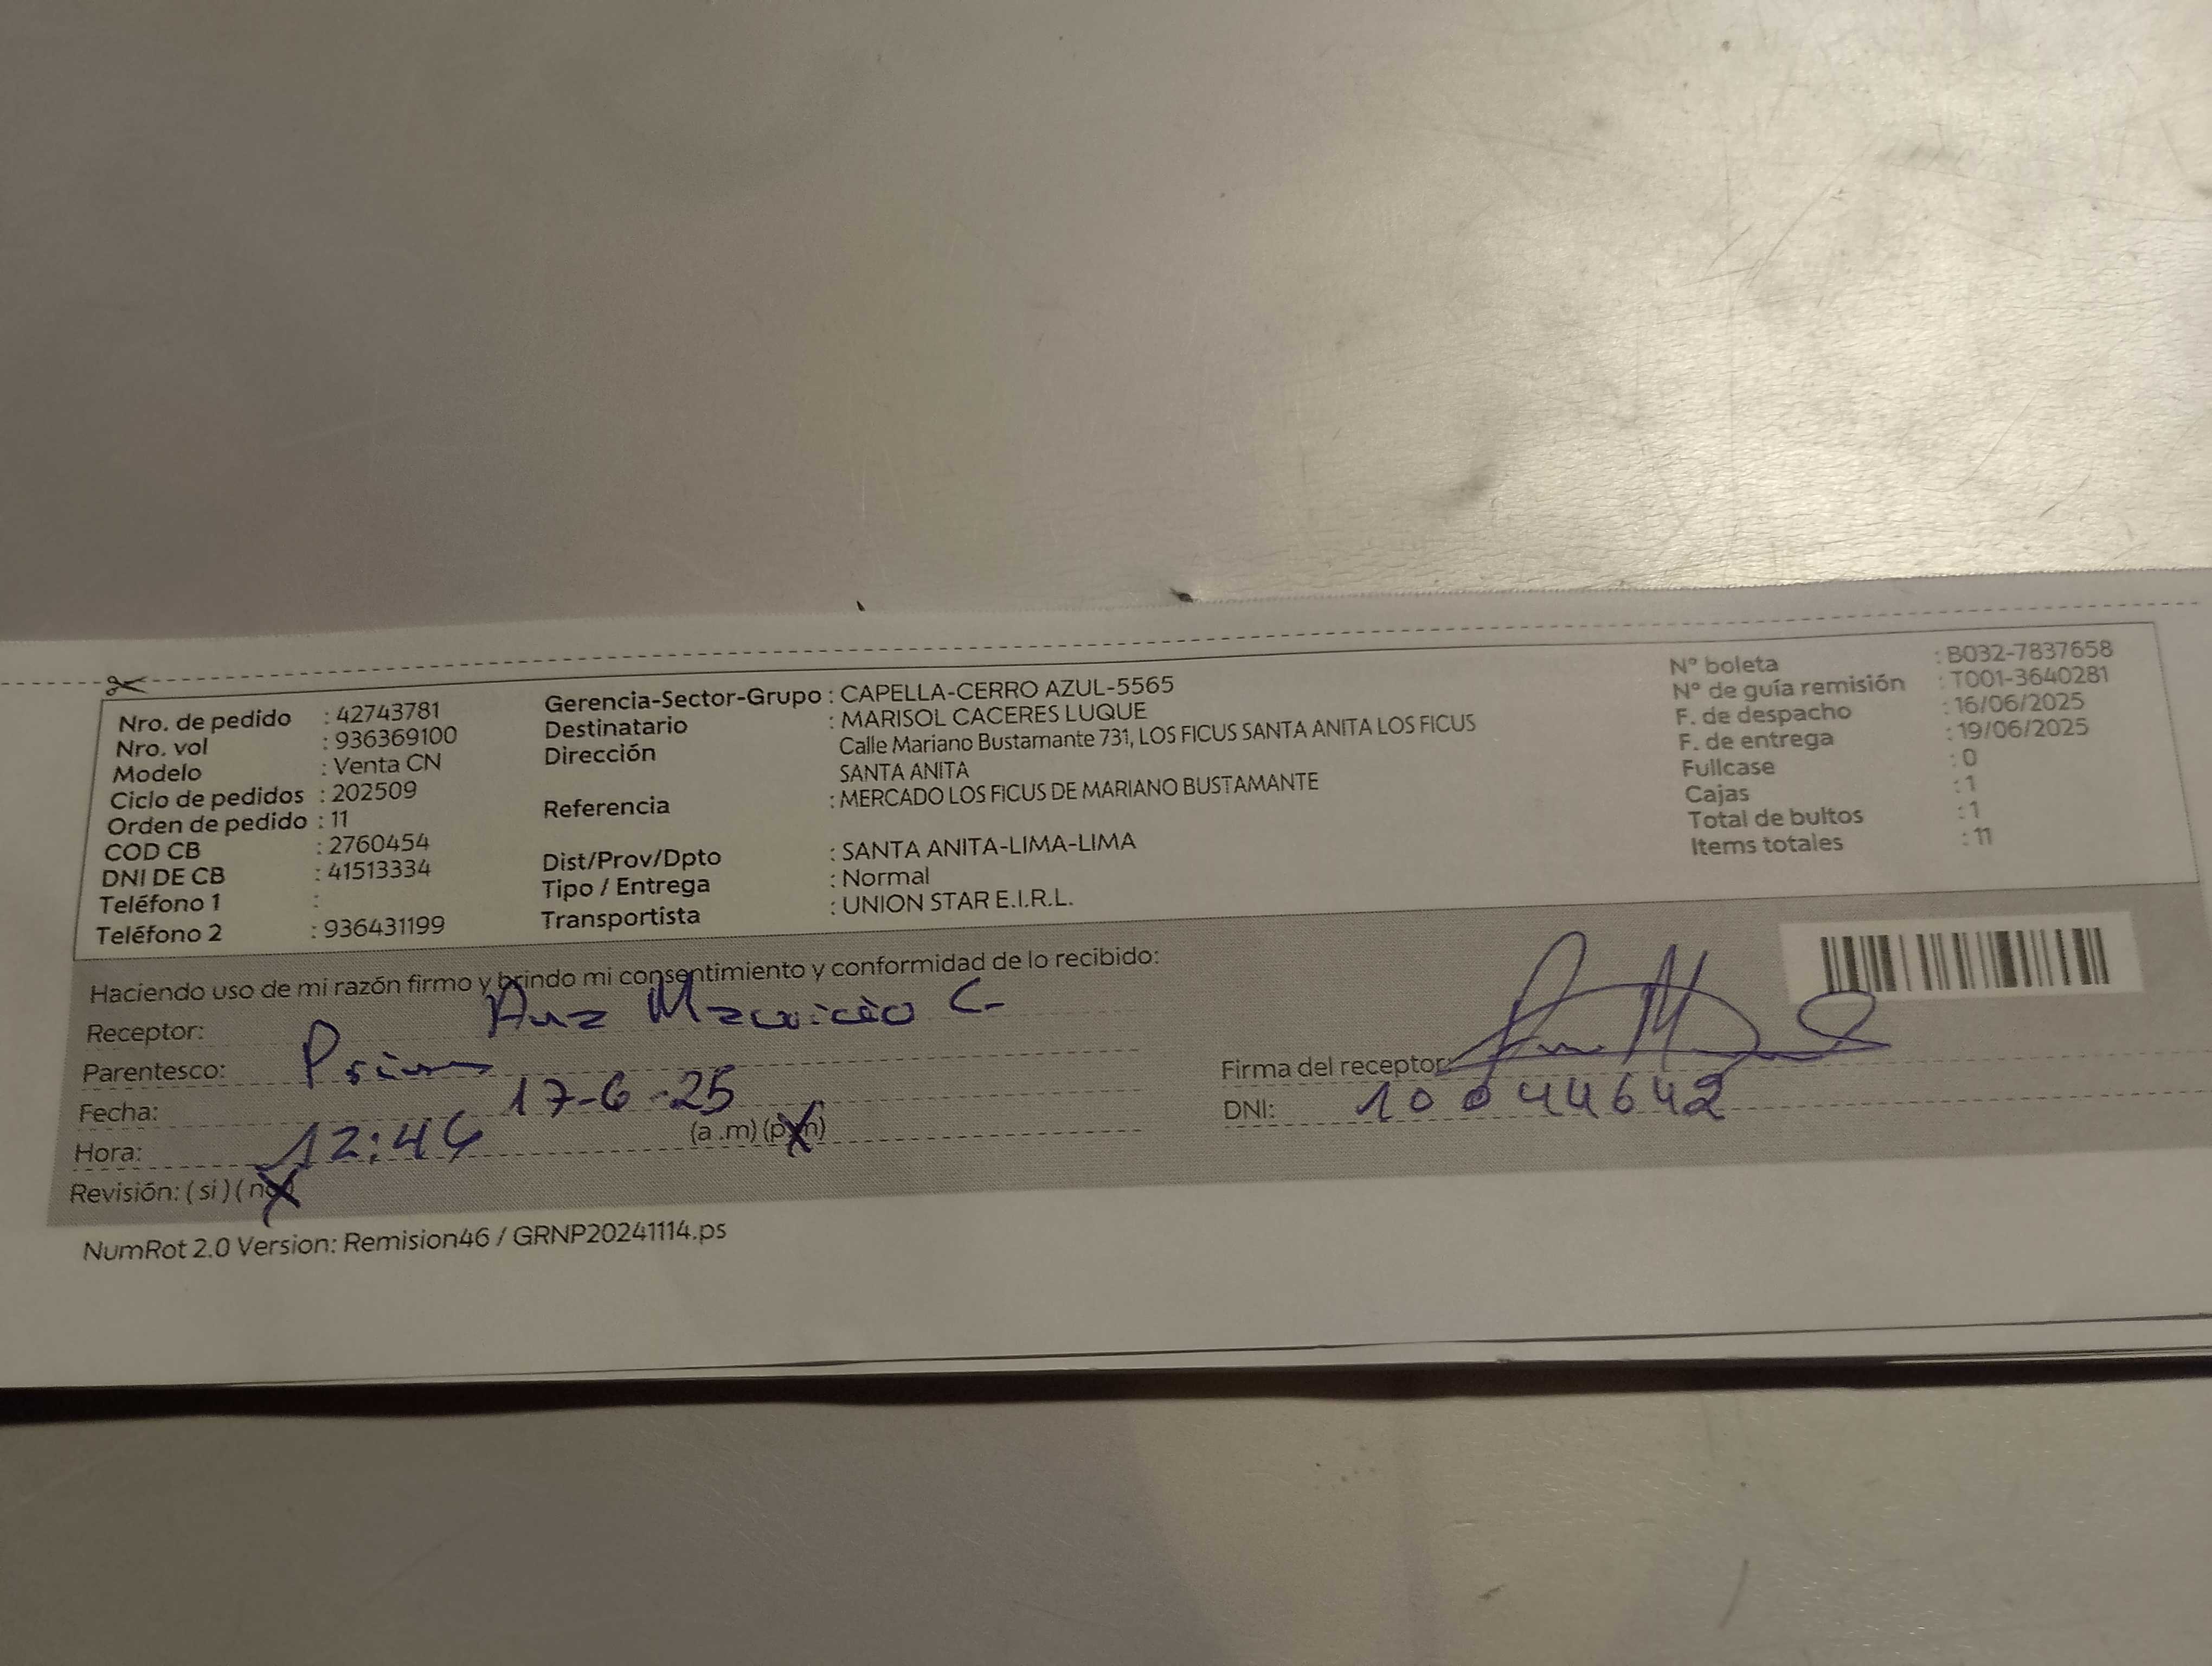 Nro. de pedido : 42743781
Nro. vol : 936369100
Modelo : Venta CN
Ciclo de pedidos : 202509
Orden de pedido : 11
COD CB : 2760454
DNI DE CB : 41513334
Teléfono 1 :
Teléfono 2 : 936431199
Gerencia-Sector-Grupo : CAPELLA-CERRO AZUL-5565
Destinatario : MARISOL CACERES LUQUE
Dirección Calle Mariano Bustamante 731, LOS FICUS SANTA ANITA LOS FICUS
SANTA ANITA
Referencia : MERCADO LOS FICUS DE MARIANO BUSTAMANTE
Dist/Prov/Dpto : SANTA ANITA-LIMA-LIMA
Tipo / Entrega : Normal
Transportista : UNION STAR E.I.R.L.
N° boleta : B032-7837658
N° de guía remisión : T001-3640281
F. de despacho : 16/06/2025
F. de entrega : 19/06/2025
Fullcase : 0
Cajas : 1
Total de bultos : 1
Items totales : 11
Haciendo uso de mi razón firmo y brindo mi consentimiento y conformidad de lo recibido:
Receptor: Mauricio C.
Parentesco:
Fecha: 17-6-25
Hora: 12:46 (a .m) (p.m)
Revisión: ( si ) ( no )
Firma del receptor:
DNI: 10044642
NumRot 2.0 Version: Remision46 / GRNP20241114.ps